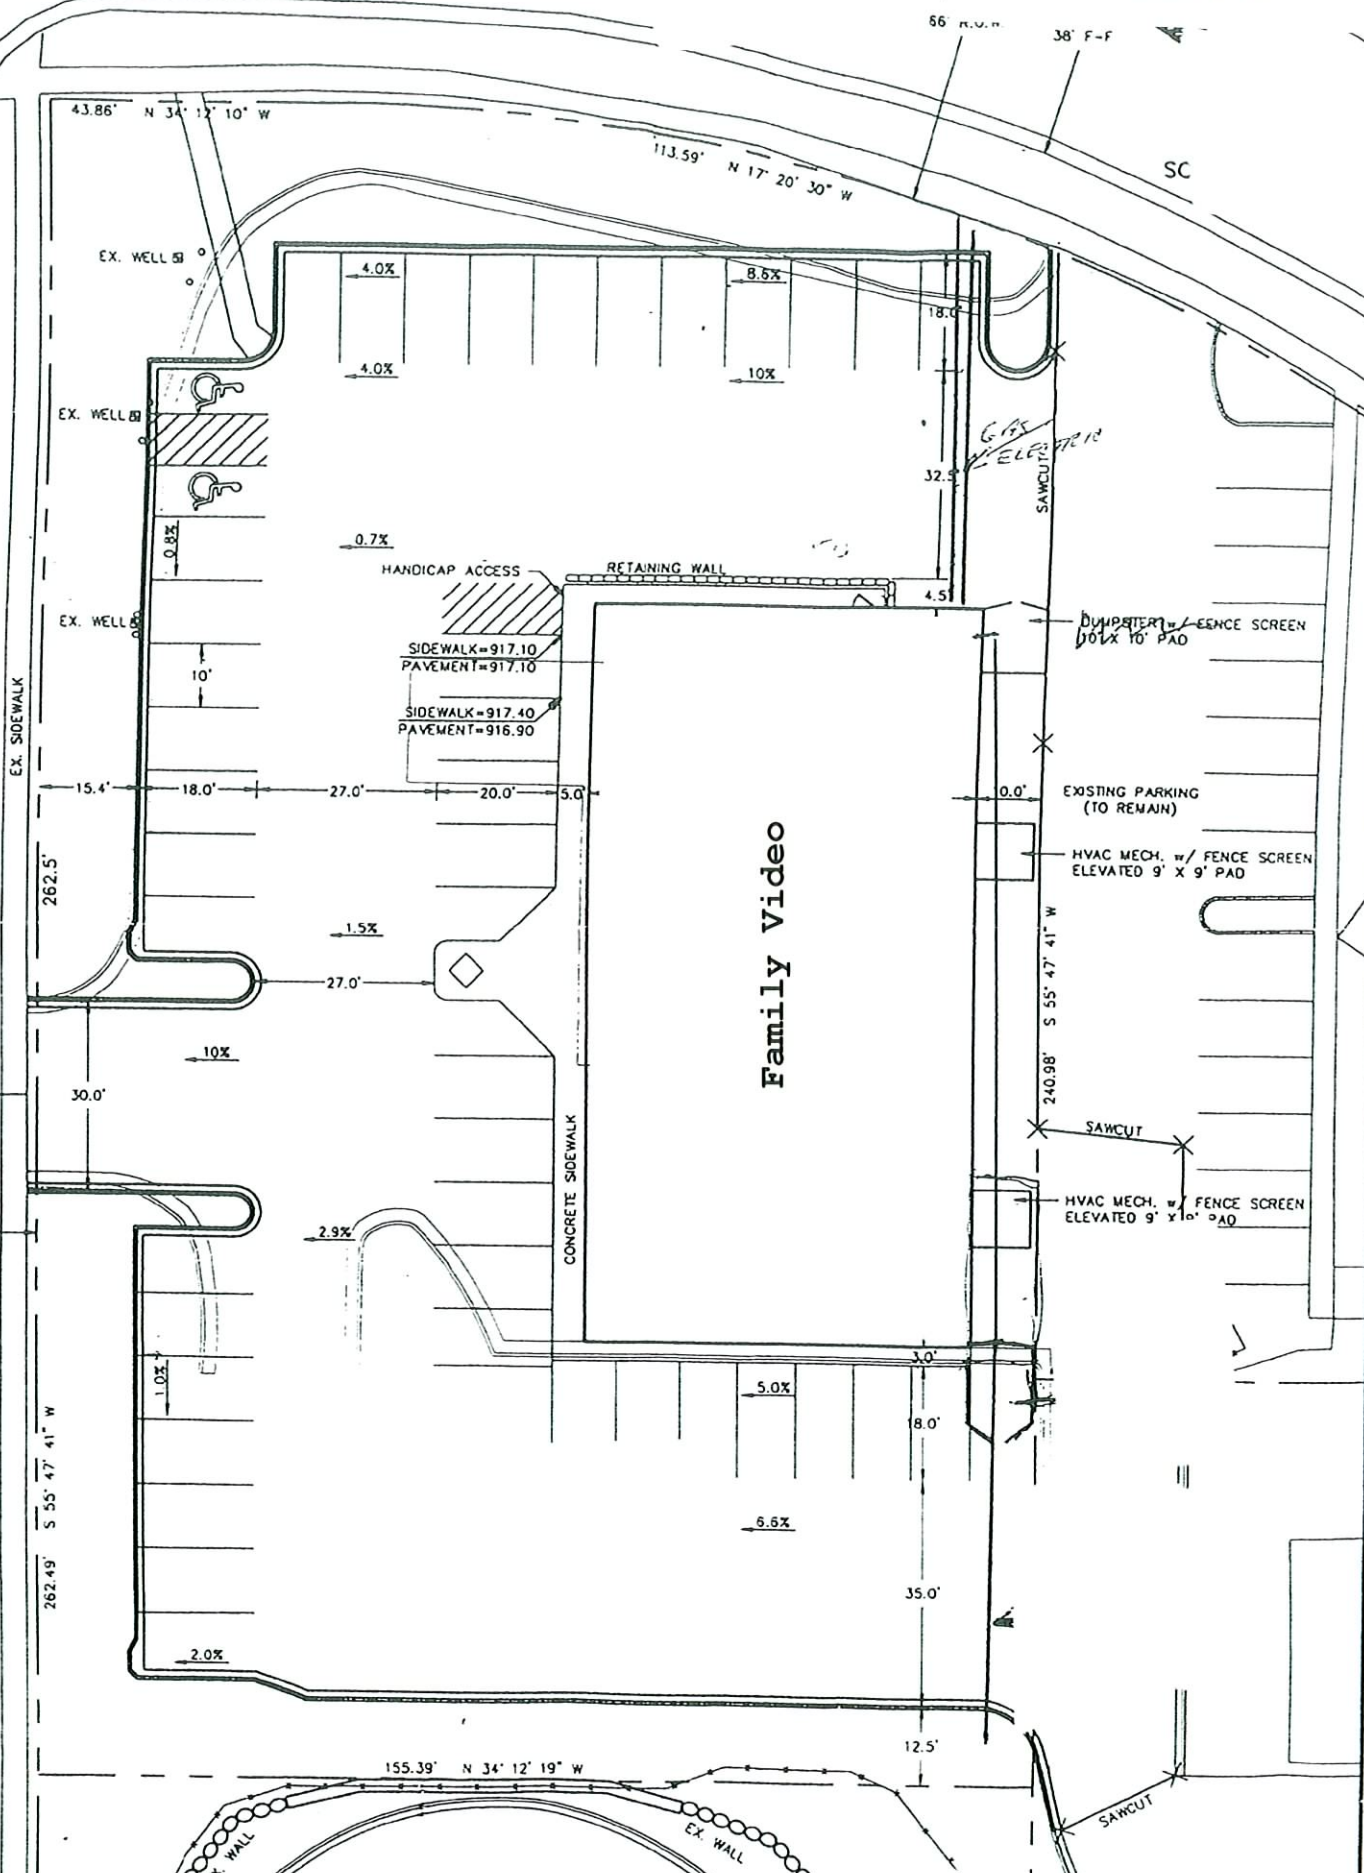 66' R.O.W.
38' F-F
43.86' N 34° 12' 10" W
113.59' N 17° 20' 30" W
SC
EX. WELL
4.0%
8.6%
18.0'
4.0%
10%
EX. WELL
GAS
ELECTRIC
32.5'
SAWCUT
0.8%
0.7%
HANDICAP ACCESS
RETAINING WALL
4.5'
EX. WELL
DUMPSTER w/ FENCE SCREEN
10' X 10' PAD
SIDEWALK=917.10
PAVEMENT=917.10
10'
SIDEWALK=917.40
PAVEMENT=916.90
EX. SIDEWALK
15.4'
18.0'
27.0'
20.0'
5.0'
0.0'
EXISTING PARKING
(TO REMAIN)
HVAC MECH. w/ FENCE SCREEN
ELEVATED 9' X 9' PAD
262.5'
Family Video
1.5%
27.0'
240.98' S 55° 47' 41" W
10%
30.0'
SAWCUT
CONCRETE SIDEWALK
HVAC MECH. w/ FENCE SCREEN
ELEVATED 9' X PAD
2.9%
3.0'
1.0%
5.0%
18.0'
262.49' S 55° 47' 41" W
6.6%
35.0'
2.0%
12.5'
155.39' N 34° 12' 19" W
SAWCUT
EX. WALL
EX. WALL